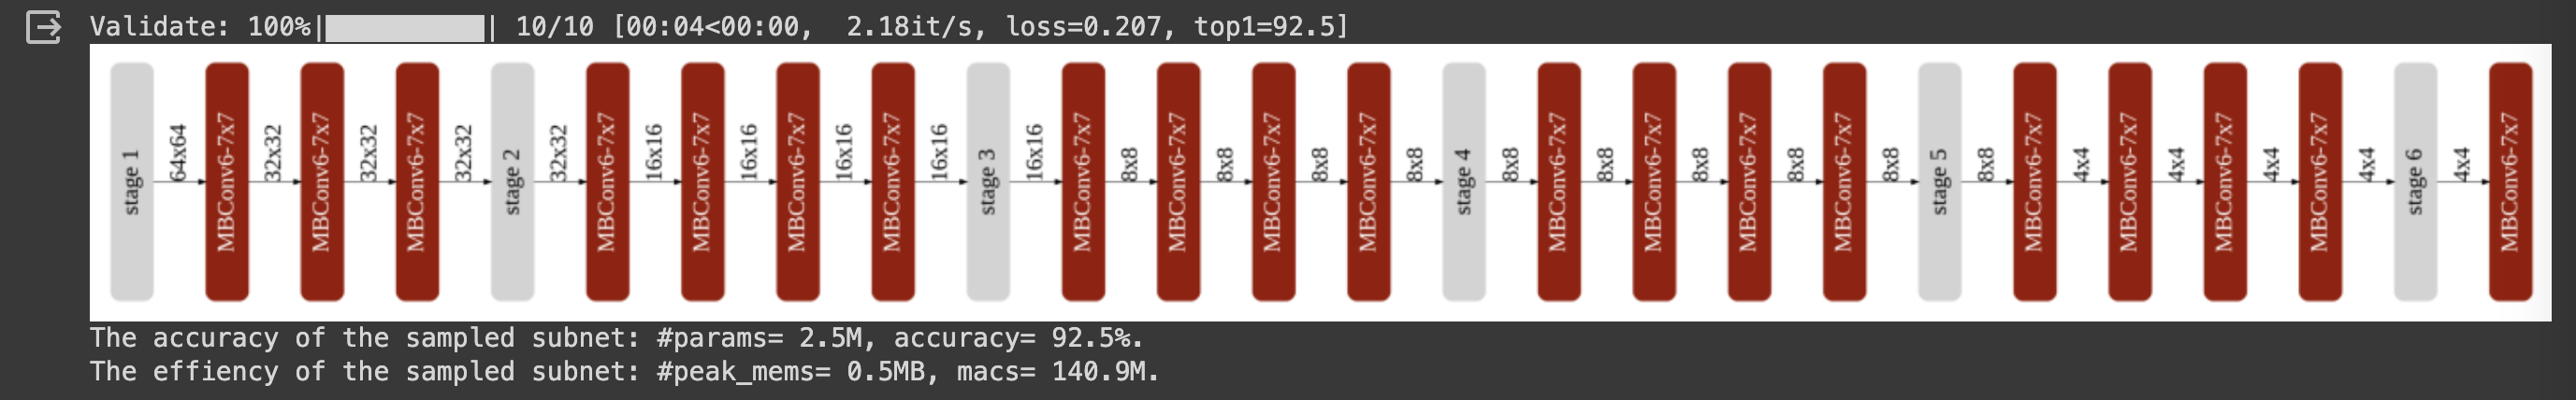 Validate: 100%|██████████| 10/10 [00:04<00:00, 2.18it/s, loss=0.207, top1=92.5]
stage 1
64x64
MBConv6-7x7
32x32
MBConv6-7x7
32x32
MBConv6-7x7
32x32
stage 2
32x32
MBConv6-7x7
16x16
MBConv6-7x7
16x16
MBConv6-7x7
16x16
MBConv6-7x7
16x16
stage 3
16x16
MBConv6-7x7
8x8
MBConv6-7x7
8x8
MBConv6-7x7
8x8
MBConv6-7x7
8x8
stage 4
8x8
MBConv6-7x7
8x8
MBConv6-7x7
8x8
MBConv6-7x7
8x8
MBConv6-7x7
8x8
stage 5
8x8
MBConv6-7x7
4x4
MBConv6-7x7
4x4
MBConv6-7x7
4x4
MBConv6-7x7
4x4
stage 6
4x4
MBConv6-7x7
The accuracy of the sampled subnet: #params= 2.5M, accuracy= 92.5%.
The effiency of the sampled subnet: #peak_mems= 0.5MB, macs= 140.9M.